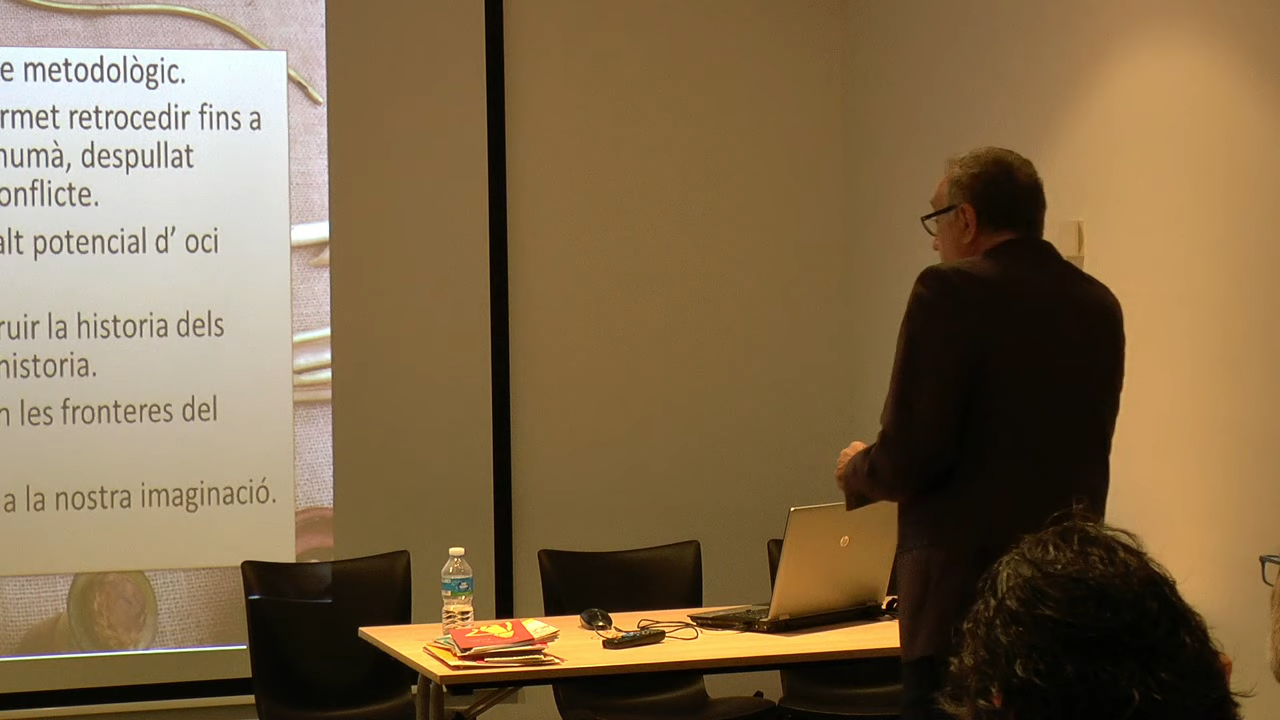 e metodològic.
rmet retrocedir fins a
humà, despullat
onflicte.
alt potencial d’ oci
ruir la historia dels
historia.
n les fronteres del
a la nostra imaginació.
hp